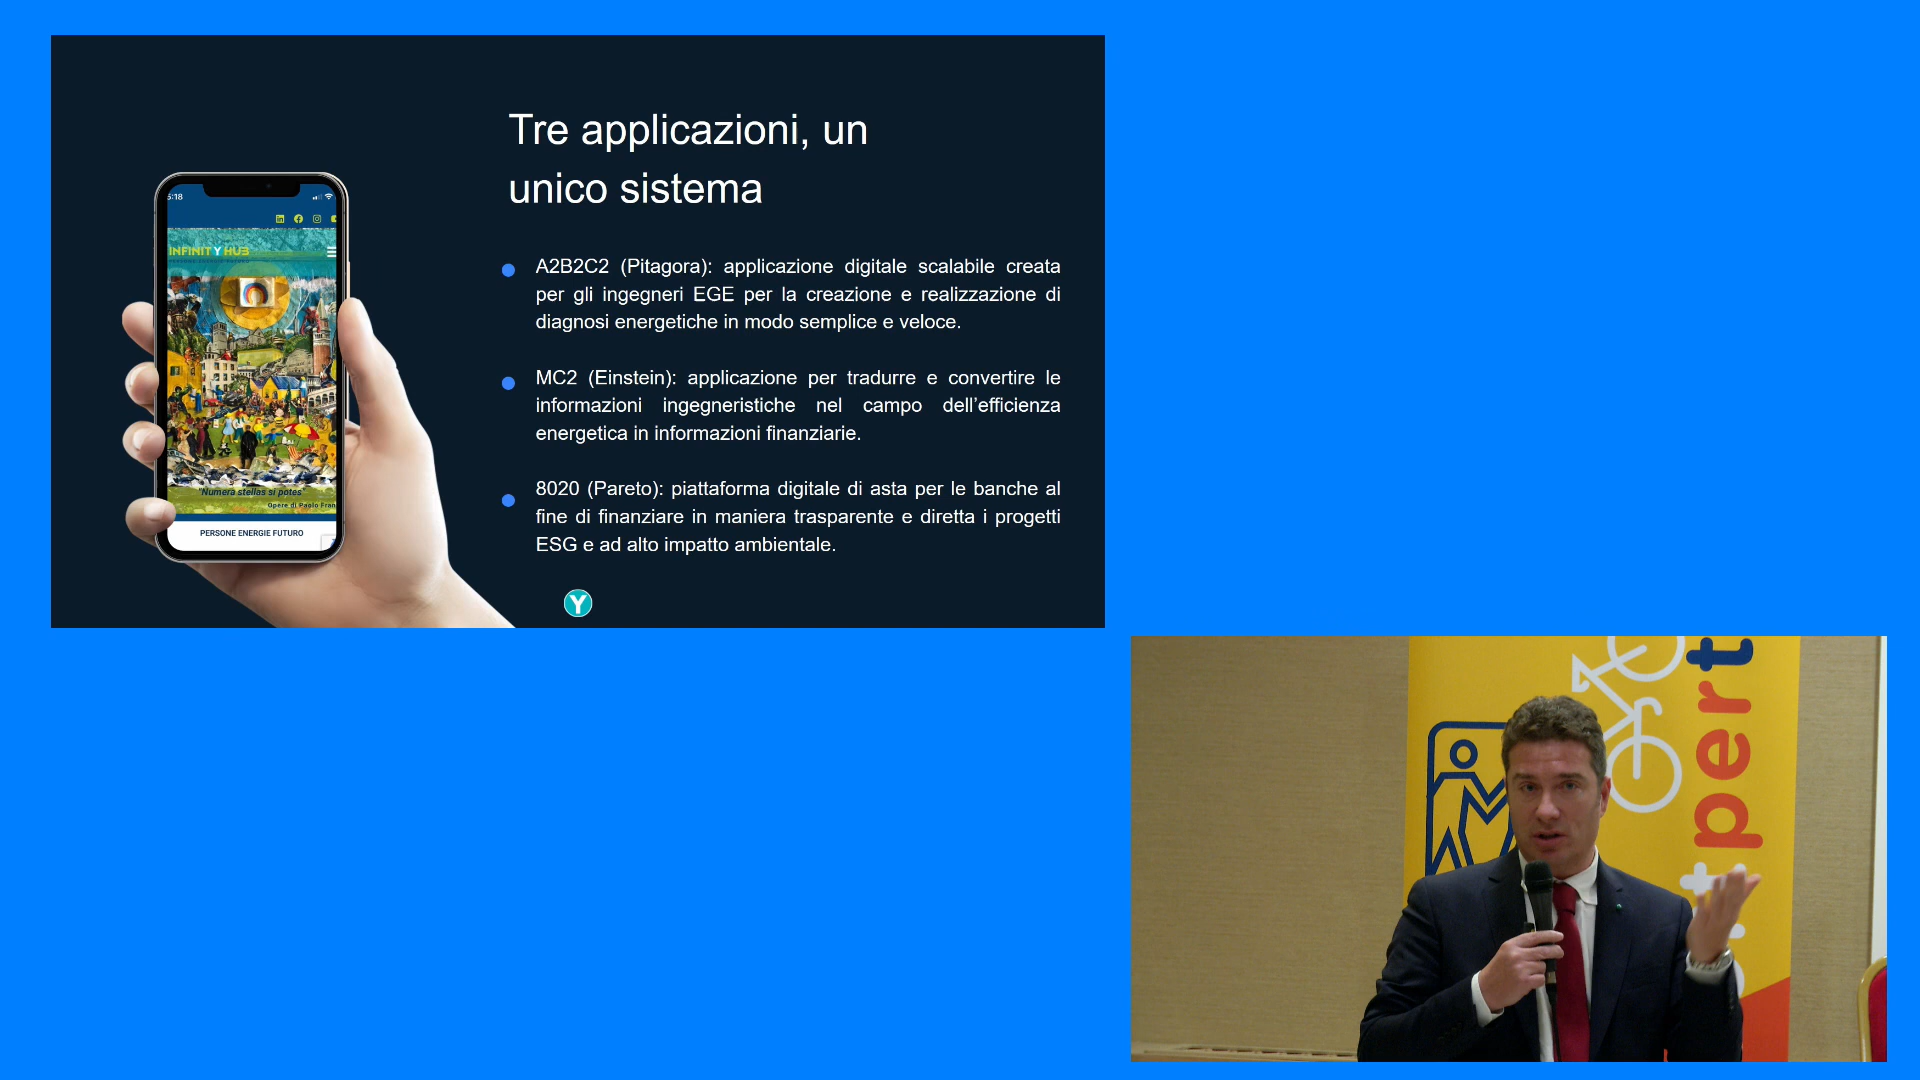 Tre applicazioni, un
unico sistema
A2B2C2 (Pitagora): applicazione digitale scalabile creata
per gli ingegneri EGE per la creazione e realizzazione di
diagnosi energetiche in modo semplice e veloce.
MC2 (Einstein): applicazione per tradurre e convertire le
informazioni ingegneristiche nel campo dell’efficienza
energetica in informazioni finanziarie.
8020 (Pareto): piattaforma digitale di asta per le banche al
fine di finanziare in maniera trasparente e diretta i progetti
ESG e ad alto impatto ambientale.
Y
5:18
INFINITYHUB
"Numera stellas si potes"
Opere di Paolo Fran
PERSONE ENERGIE FUTURO
pert